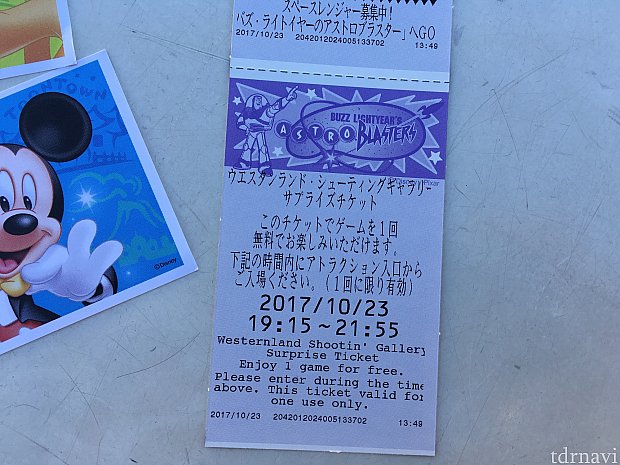 スペースレンジャー募集中!
バズ・ライトイヤーのアストロブラスター」へGO
2017/10/23 2042012024005133702 13:49
TOONTOWN
©Disney
BUZZ LIGHTYEAR'S
ASTRO BLASTERS
ウエスタンランド・シューティングギャラリー
サプライズチケット
このチケットでゲームを1回
無料でお楽しみいただけます。
下記の時間内にアトラクション入口から
ご入場ください。(1回に限り有効)
2017/10/23
19:15~21:55
Westernland Shootin' Gallery
Surprise Ticket
Enjoy 1 game for free.
Please enter during the time
above. This ticket valid for
one use only.
2017/10/23 2042012024005133702 13:49
tdrnavi